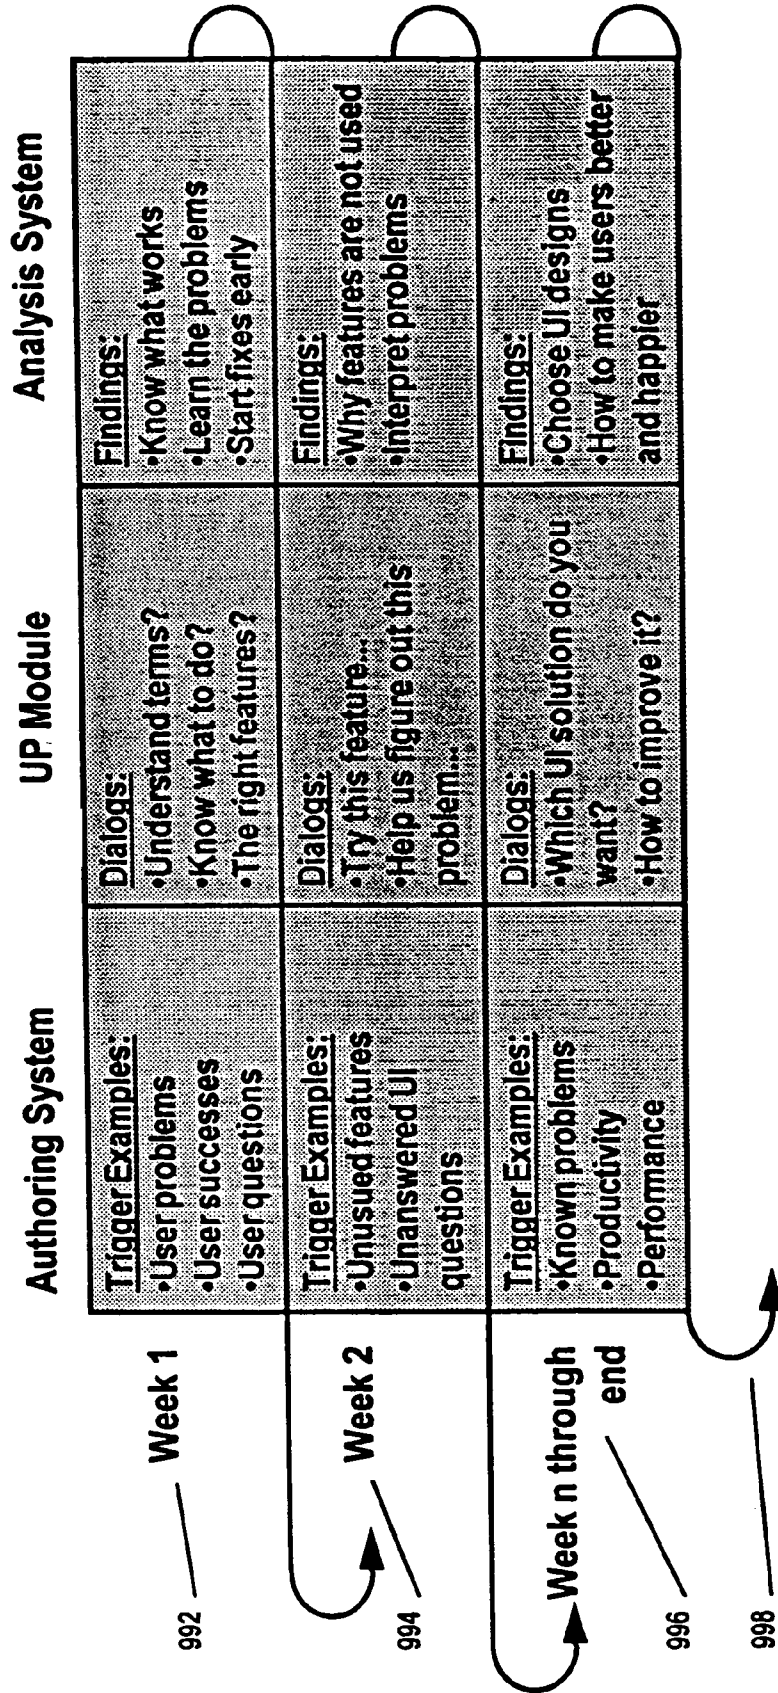 Authoring System
UP Module
Analysis System
992
Week 1
Trigger Examples:
•User problems
•User successes
•User questions
Dialogs:
•Understand terms?
•Know what to do?
•The right features?
Findings:
•Know what works
•Learn the problems
•Start fixes early
994
Week 2
Trigger Examples:
•Unusued features
•Unanswered UI
questions
Dialogs:
•Try this feature...
•Help us figure out this
problem...
Findings:
•Why features are not used
•Interpret problems
996
Week n through
end
Trigger Examples:
•Known problems
•Productivity
•Performance
Dialogs:
•Which UI solution do you
want?
•How to improve it?
Findings:
•Choose UI designs
•How to make users better
and happier
998